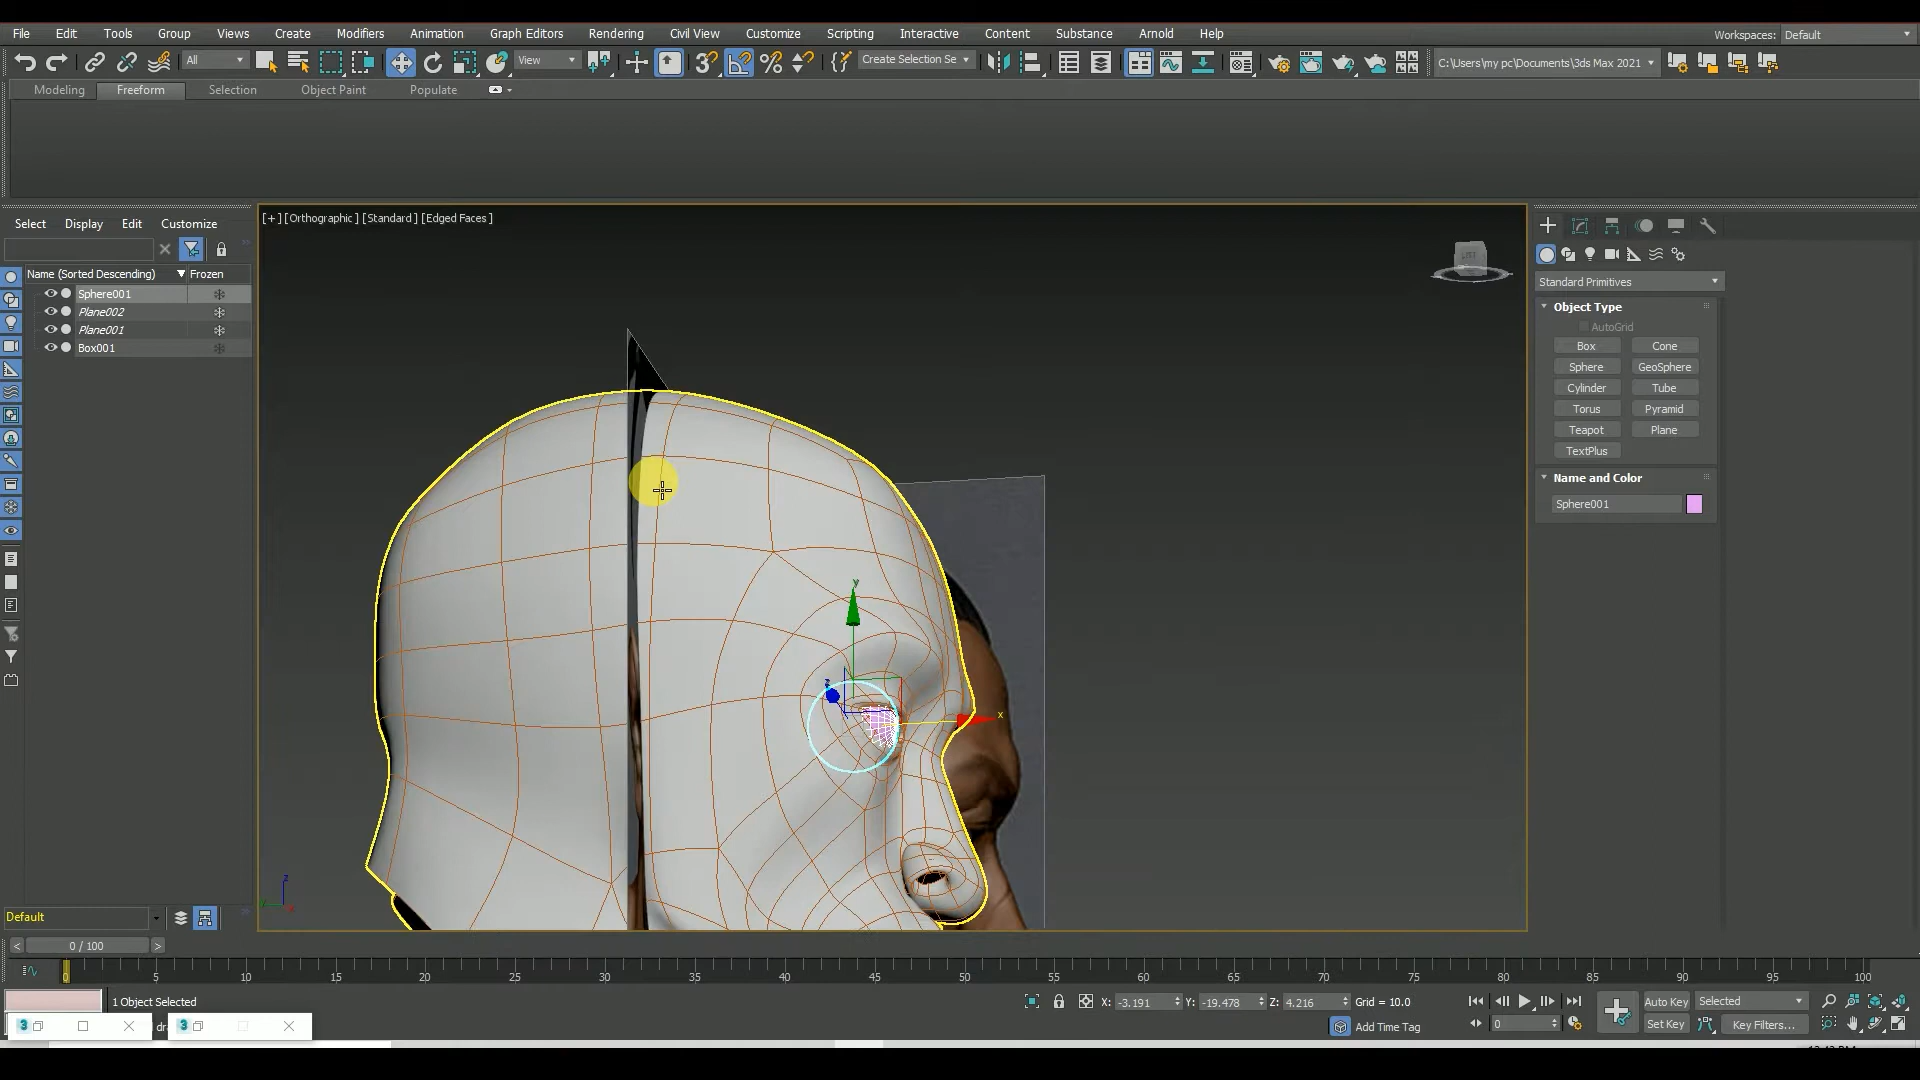 File Edit Tools Group Views Create Modifiers Animation Graph Editors Rendering Civil View Customize Scripting Interactive Content Substance Arnold Help Workspaces: Default
All View Create Selection Se C:\Users\my pc\Documents\3ds Max 2021
Modeling Freeform Selection Object Paint Populate
[+] [Orthographic] [Standard] [Edged Faces]
Select Display Edit Customize
Name (Sorted Descending) Frozen
Sphere001
Plane002
Plane001
Box001
Standard Primitives
Object Type
AutoGrid
Box Cone
Sphere GeoSphere
Cylinder Tube
Torus Pyramid
Teapot Plane
TextPlus
Name and Color
Sphere001
y
z
x
z
Default
0 / 100
0 5 10 15 20 25 30 35 40 45 50 55 60 65 70 75 80 85 90 95 100
1 Object Selected X: -3.191 Y: -19.478 Z: 4.216 Grid = 10.0 Auto Key Selected
Add Time Tag 0 Set Key Key Filters...